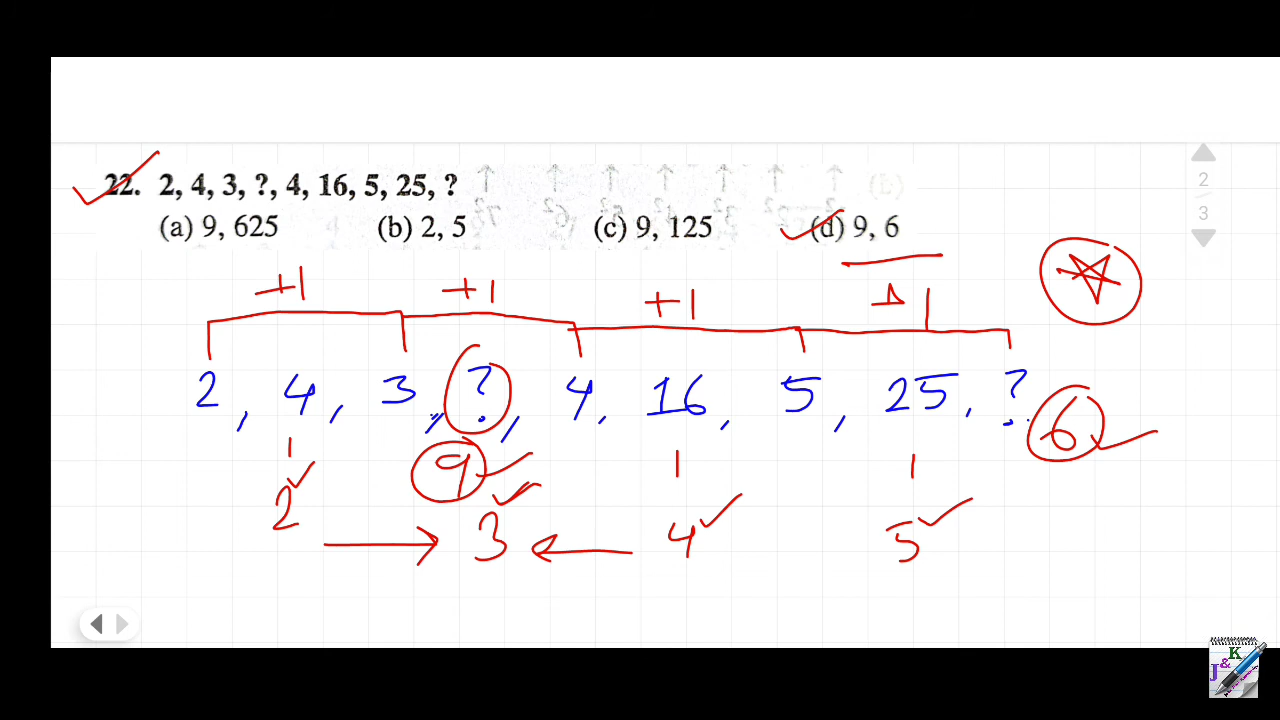 22. 2, 4, 3, ?, 4, 16, 5, 25, ?
(a) 9, 625 (b) 2, 5 (c) 9, 125 (d) 9, 6
+1 +1 +1 +1
2, 4, 3, ?, 4, 16, 5, 25, ?
9 6
2 3 4 5
2
3
J&K